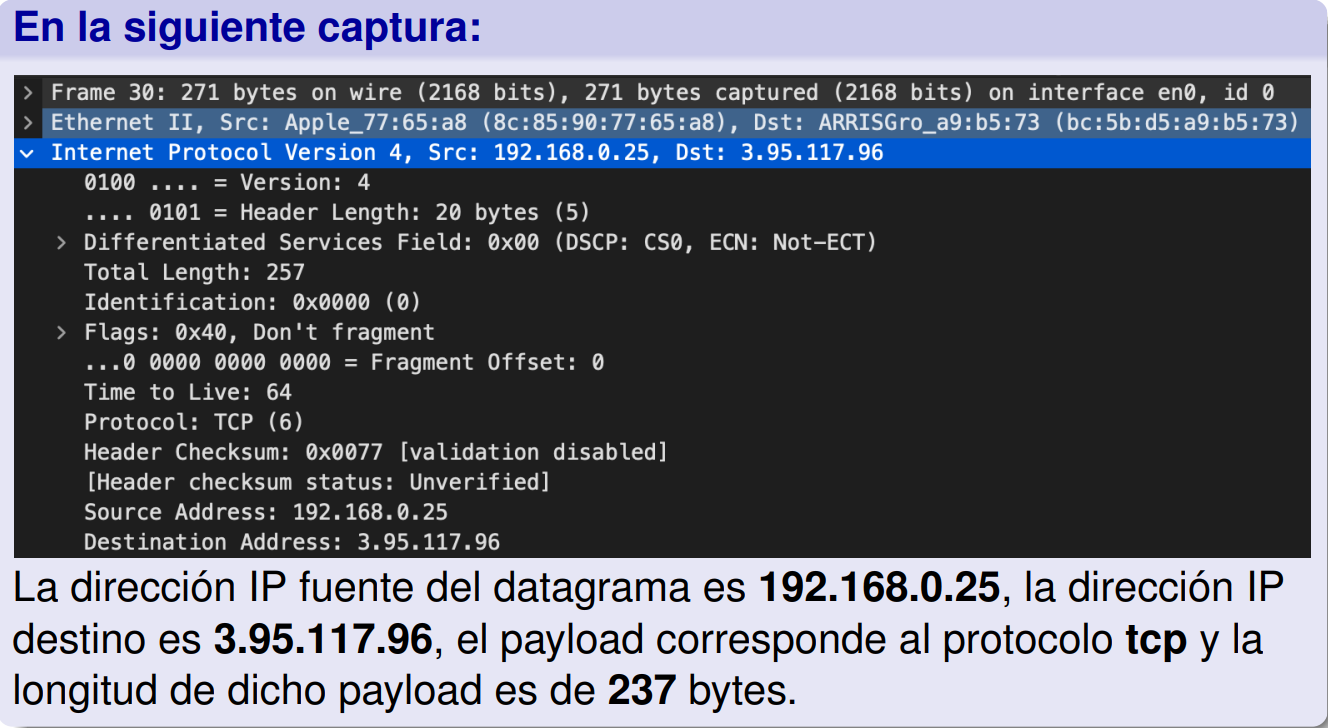 En la siguiente captura:
Frame 30: 271 bytes on wire (2168 bits), 271 bytes captured (2168 bits) on interface en0, id 0
Ethernet II, Src: Apple_77:65:a8 (8c:85:90:77:65:a8), Dst: ARRISGro_a9:b5:73 (bc:5b:d5:a9:b5:73)
Internet Protocol Version 4, Src: 192.168.0.25, Dst: 3.95.117.96
0100 .... = Version: 4
.... 0101 = Header Length: 20 bytes (5)
Differentiated Services Field: 0x00 (DSCP: CS0, ECN: Not-ECT)
Total Length: 257
Identification: 0x0000 (0)
Flags: 0x40, Don't fragment
...0 0000 0000 0000 = Fragment Offset: 0
Time to Live: 64
Protocol: TCP (6)
Header Checksum: 0x0077 [validation disabled]
[Header checksum status: Unverified]
Source Address: 192.168.0.25
Destination Address: 3.95.117.96
La dirección IP fuente del datagrama es 192.168.0.25, la dirección IP
destino es 3.95.117.96, el payload corresponde al protocolo tcp y la
longitud de dicho payload es de 237 bytes.